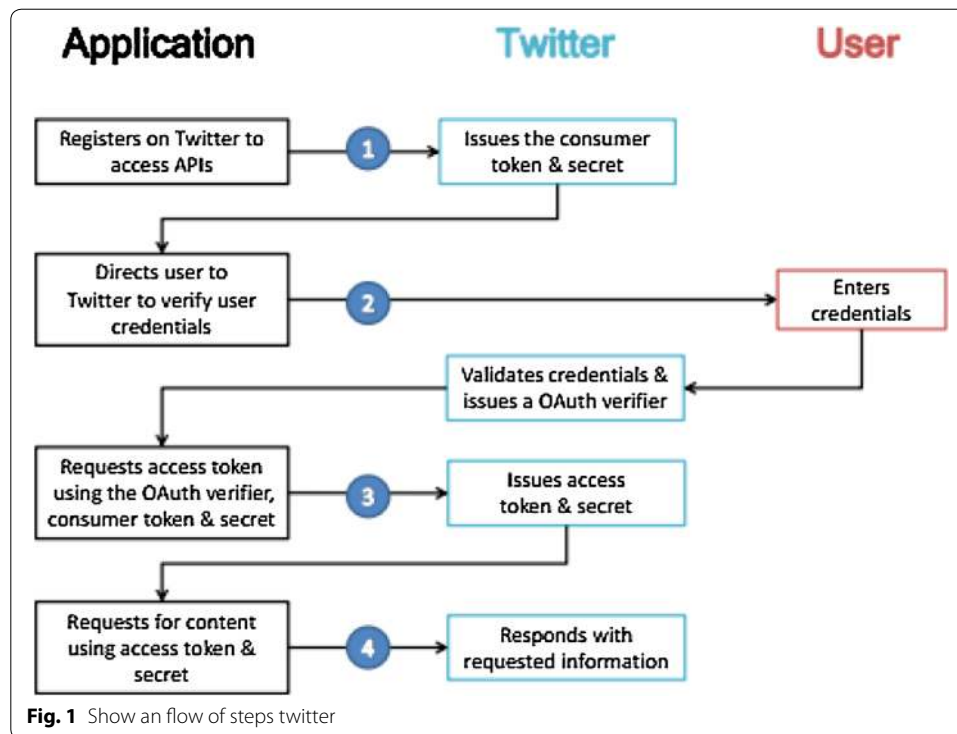 Application Twitter User
Registers on Twitter to
access APIs
1
Issues the consumer
token & secret
Directs user to
Twitter to verify user
credentials
2
Enters
credentials
Validates credentials &
issues a OAuth verifier
Requests access token
using the OAuth verifier,
consumer token & secret
3
Issues access
token & secret
Requests for content
using access token &
secret
4
Responds with
requested information
Fig. 1 Show an flow of steps twitter